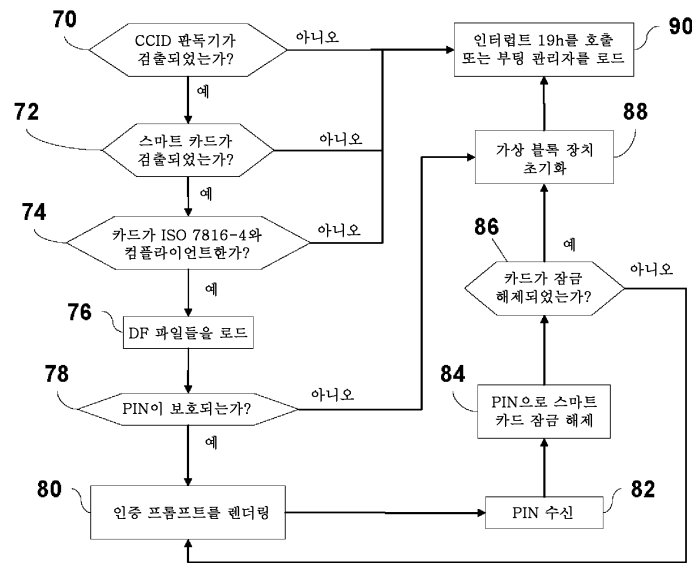 70
CCID 판독기가
검출되었는가?
아니오
인터럽트 19h를 호출
또는 부팅 관리자를 로드
90
예
72
스마트 카드가
검출되었는가?
아니오
가상 블록 장치
초기화
88
예
74
카드가 ISO 7816-4와
컴플라이언트한가?
아니오
86
예
카드가 잠금
해제되었는가?
아니오
예
76
DF 파일들을 로드
78
PIN이 보호되는가?
아니오
84
PIN으로 스마트
카드 잠금 해제
예
80
인증 프롬프트를 렌더링
PIN 수신
82